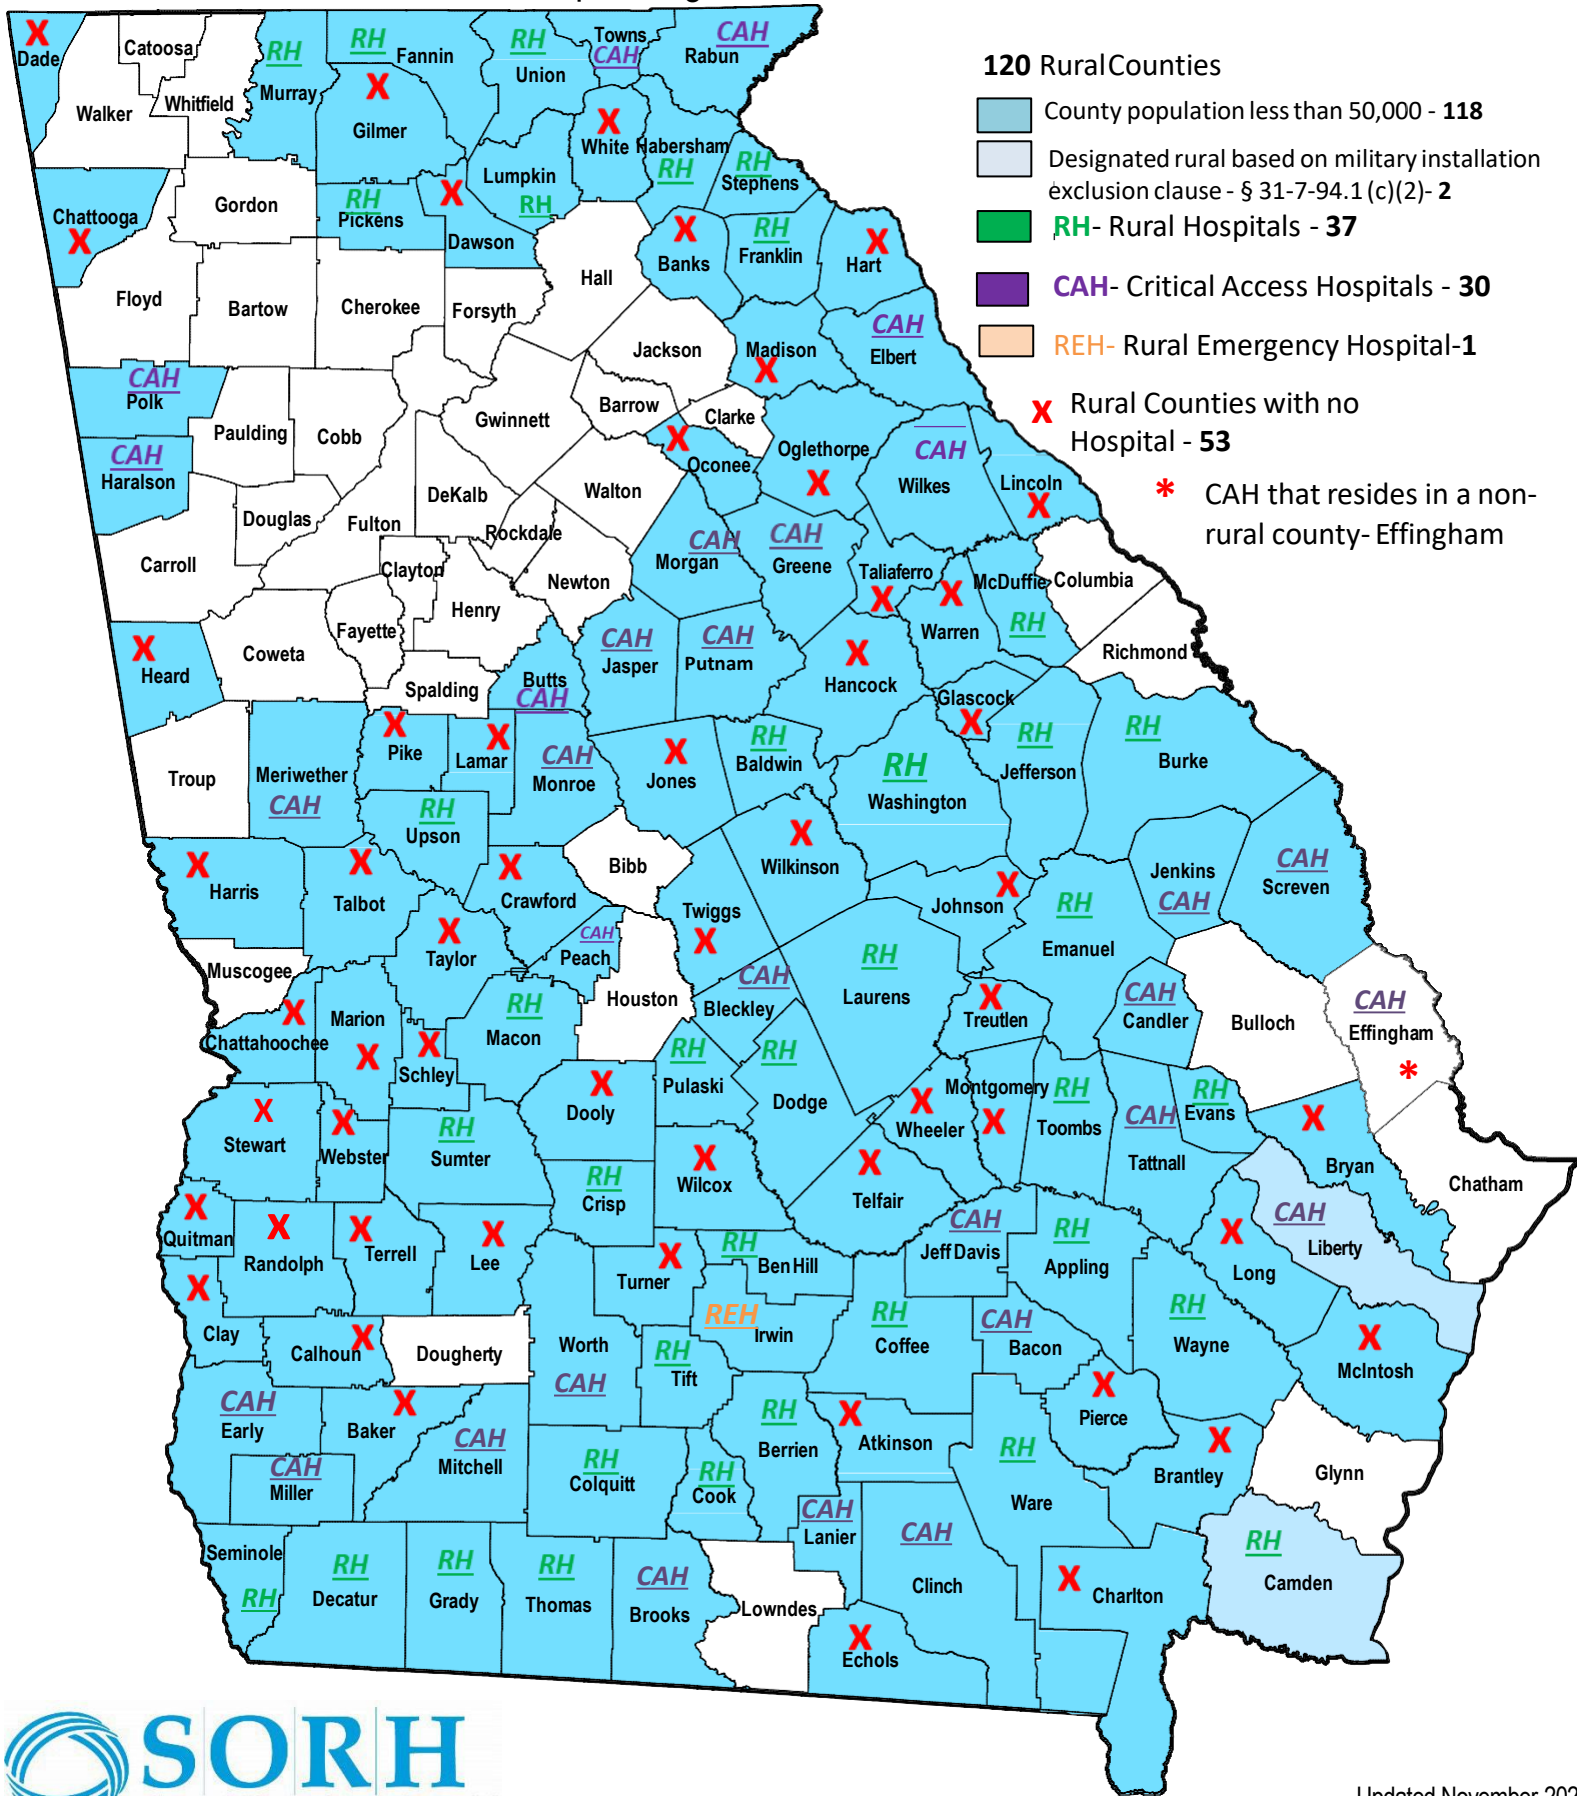 120 Rural Counties
County population less than 50,000 - 118
Designated rural based on military installation
exclusion clause - § 31-7-94.1 (c)(2)- 2
RH- Rural Hospitals - 37
CAH- Critical Access Hospitals - 30
REH- Rural Emergency Hospital-1
X Rural Counties with no
Hospital - 53
* CAH that resides in a non-
rural county- Effingham
X
Dade
Catoosa
Walker
Whitfield
RH
Murray
RH
Fannin
X
Gilmer
RH
Union
Towns
CAH
CAH
Rabun
X
White
Habersham
RH
RH
Stephens
Lumpkin
RH
Chattooga
X
Gordon
RH
Pickens
X
Dawson
X
Banks
RH
Franklin
X
Hart
Floyd
Bartow
Cherokee
Forsyth
Hall
Jackson
Madison
X
CAH
Elbert
CAH
Polk
Paulding
Cobb
Gwinnett
Barrow
Clarke
X
Oconee
Oglethorpe
X
CAH
Wilkes
Lincoln
X
CAH
Haralson
Douglas
Fulton
DeKalb
Rockdale
Walton
Carroll
Clayton
Henry
Newton
CAH
Morgan
CAH
Greene
Taliaferro
X
X
Warren
McDuffie
RH
Columbia
Richmond
X
Heard
Coweta
Fayette
Spalding
Butts
CAH
CAH
Jasper
CAH
Putnam
X
Hancock
Glascock
X
Troup
Meriwether
CAH
X
Pike
X
Lamar
CAH
Monroe
X
Jones
RH
Baldwin
RH
Washington
RH
Jefferson
RH
Burke
RH
Upson
X
Harris
X
Talbot
X
Crawford
Bibb
X
Wilkinson
Twiggs
X
X
Johnson
RH
Emanuel
Jenkins
CAH
CAH
Screven
Muscogee
X
Taylor
CAH
Peach
Houston
CAH
Bleckley
RH
Laurens
X
Treutlen
CAH
Candler
Bulloch
CAH
Effingham
*
X
Chattahoochee
Marion
X
X
Schley
RH
Macon
X
Dooly
RH
Pulaski
RH
Dodge
X
Wheeler
Montgomery
X
RH
Toombs
CAH
Tattnall
RH
Evans
X
Bryan
Chatham
X
Stewart
X
Webster
RH
Sumter
RH
Crisp
X
Wilcox
X
Telfair
X
Quitman
X
Randolph
X
Terrell
X
Lee
X
Turner
RH
Ben Hill
CAH
Jeff Davis
RH
Appling
X
Long
CAH
Liberty
X
Clay
X
Calhoun
Dougherty
Worth
CAH
RH
Tift
REH
Irwin
RH
Coffee
CAH
Bacon
RH
Wayne
X
McIntosh
CAH
Early
X
Baker
CAH
Mitchell
CAH
Miller
RH
Colquitt
RH
Cook
RH
Berrien
X
Atkinson
RH
Ware
X
Pierce
X
Brantley
Glynn
Seminole
RH
RH
Decatur
RH
Grady
RH
Thomas
CAH
Brooks
Lowndes
CAH
Lanier
CAH
Clinch
X
Echols
X
Charlton
RH
Camden
SORH
Updated November 202